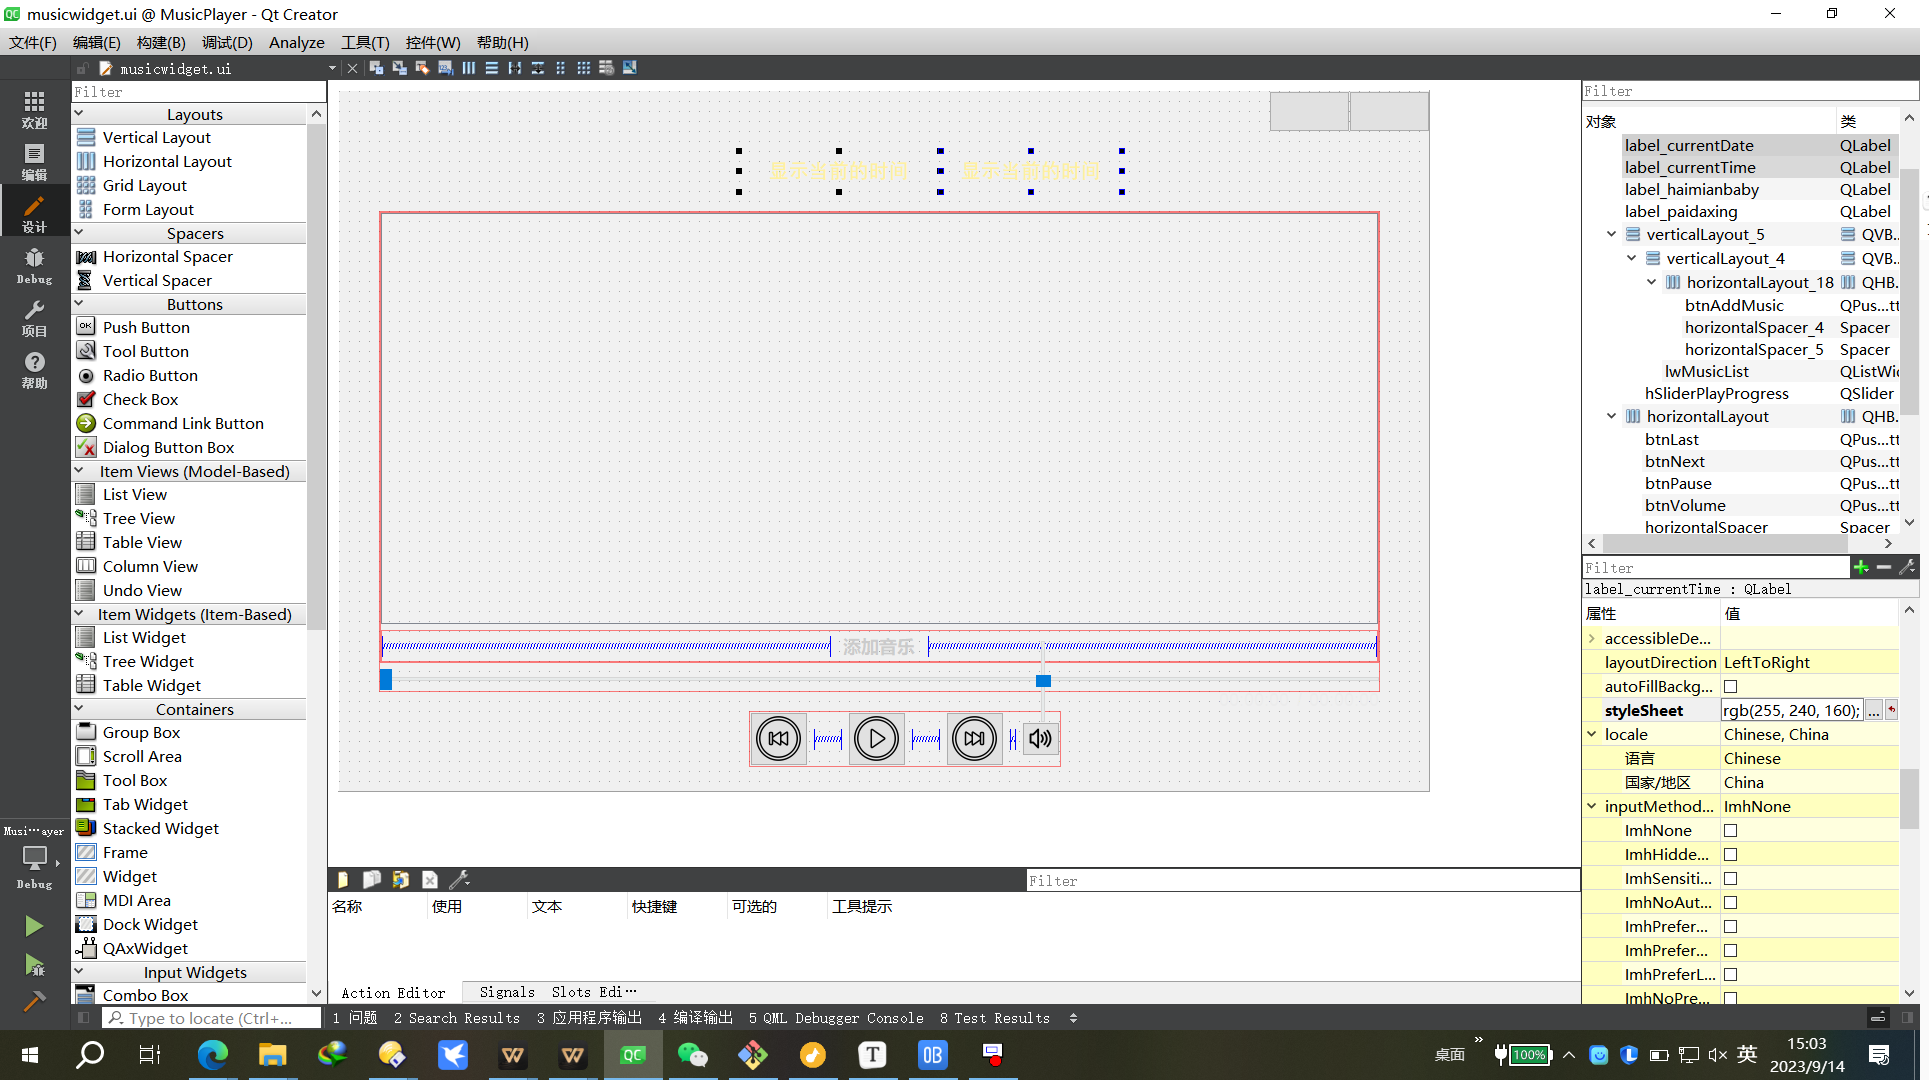 musicwidget.ui @ MusicPlayer - Qt Creator
文件(F) 编辑(E) 构建(B) 调试(D) Analyze 工具(T) 控件(W) 帮助(H)
musicwidget.ui
Filter
欢迎
编辑
设计
Debug
项目
帮助
Musi···ayer
Debug
Layouts
Vertical Layout
Horizontal Layout
Grid Layout
Form Layout
Spacers
Horizontal Spacer
Vertical Spacer
Buttons
Push Button
Tool Button
Radio Button
Check Box
Command Link Button
Dialog Button Box
Item Views (Model-Based)
List View
Tree View
Table View
Column View
Undo View
Item Widgets (Item-Based)
List Widget
Tree Widget
Table Widget
Containers
Group Box
Scroll Area
Tool Box
Tab Widget
Stacked Widget
Frame
Widget
MDI Area
Dock Widget
QAxWidget
Input Widgets
Combo Box
显示当前的时间 显示当前的时间
添加音乐
Filter
名称 使用 文本 快捷键 可选的 工具提示
Action Editor Signals Slots Edi···
Filter
对象 类
label_currentDate QLabel
label_currentTime QLabel
label_haimianbaby QLabel
label_paidaxing QLabel
verticalLayout_5 QVB..
verticalLayout_4 QVB..
horizontalLayout_18 QHB.
btnAddMusic QPus...tt
horizontalSpacer_4 Spacer
horizontalSpacer_5 Spacer
lwMusicList QListWi
hSliderPlayProgress QSlider
horizontalLayout QHB.
btnLast QPus...tt
btnNext QPus...tt
btnPause QPus...tt
btnVolume QPus...tt
horizontalSpacer Spacer
Filter
label_currentTime : QLabel
属性 值
accessibleDe...
layoutDirection LeftToRight
autoFillBackg...
styleSheet rgb(255, 240, 160); ...
locale Chinese, China
语言 Chinese
国家/地区 China
inputMethod... ImhNone
ImhNone
ImhHidde...
ImhSensiti...
ImhNoAut...
ImhPrefer...
ImhPrefer...
ImhPreferL...
ImhNoPre...
Type to locate (Ctrl+... 1 问题 2 Search Results 3 应用程序输出 4 编译输出 5 QML Debugger Console 8 Test Results
QC
T
OB
桌面 100% 英 15:03
2023/9/14